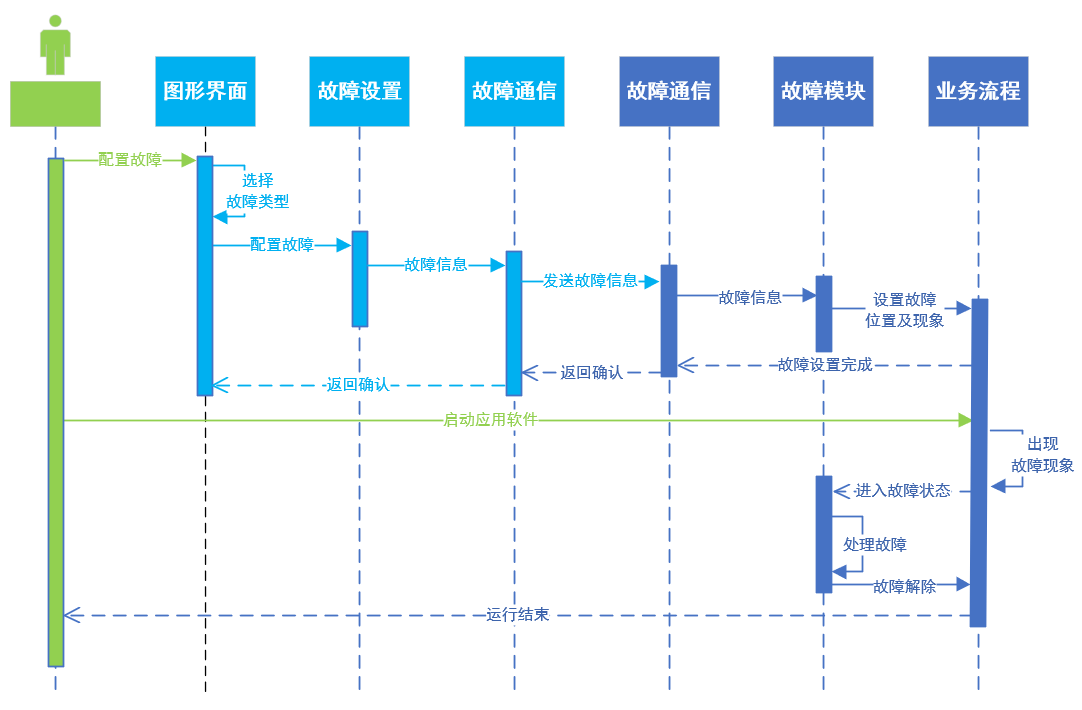 图形界面
故障设置
故障通信
故障通信
故障模块
业务流程
配置故障
选择
故障类型
配置故障
故障信息
发送故障信息
故障信息
设置故障
位置及现象
故障设置完成
返回确认
返回确认
启动应用软件
出现
故障现象
进入故障状态
处理故障
故障解除
运行结束